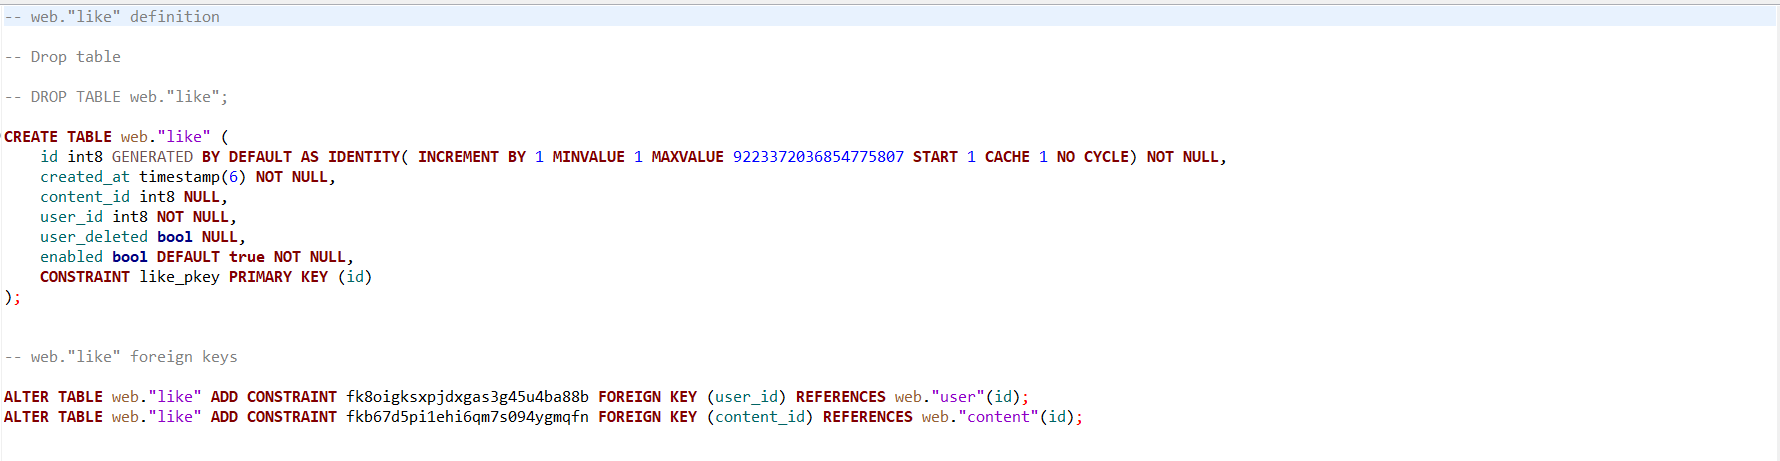 -- web."like" definition
-- Drop table
-- DROP TABLE web."like";
CREATE TABLE web."like" (
id int8 GENERATED BY DEFAULT AS IDENTITY( INCREMENT BY 1 MINVALUE 1 MAXVALUE 9223372036854775807 START 1 CACHE 1 NO CYCLE) NOT NULL,
created_at timestamp(6) NOT NULL,
content_id int8 NULL,
user_id int8 NOT NULL,
user_deleted bool NULL,
enabled bool DEFAULT true NOT NULL,
CONSTRAINT like_pkey PRIMARY KEY (id)
);
-- web."like" foreign keys
ALTER TABLE web."like" ADD CONSTRAINT fk8oigksxpjdxgas3g45u4ba88b FOREIGN KEY (user_id) REFERENCES web."user"(id);
ALTER TABLE web."like" ADD CONSTRAINT fkb67d5pi1ehi6qm7s094ygmqfn FOREIGN KEY (content_id) REFERENCES web."content"(id);